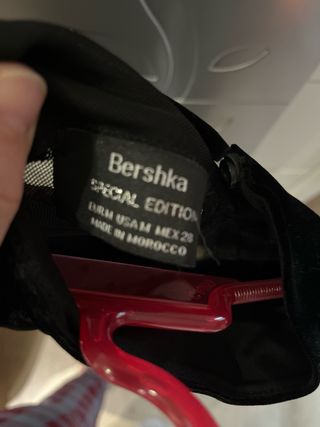 Bershka
SPECIAL EDITION
EUR.M USA.M MEX.28
MADE IN MOROCCO